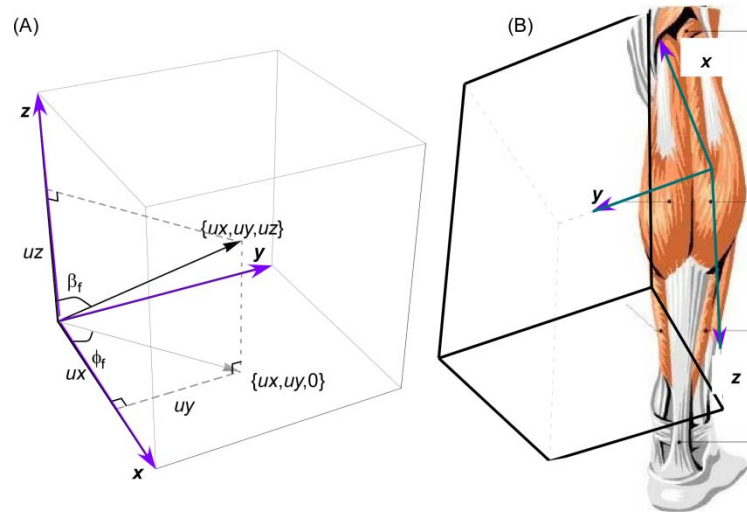 (A)
z
{ux,uy,uz}
y
uz
βf
ϕf
ux
{ux,uy,0}
uy
x
(B)
x
y
z